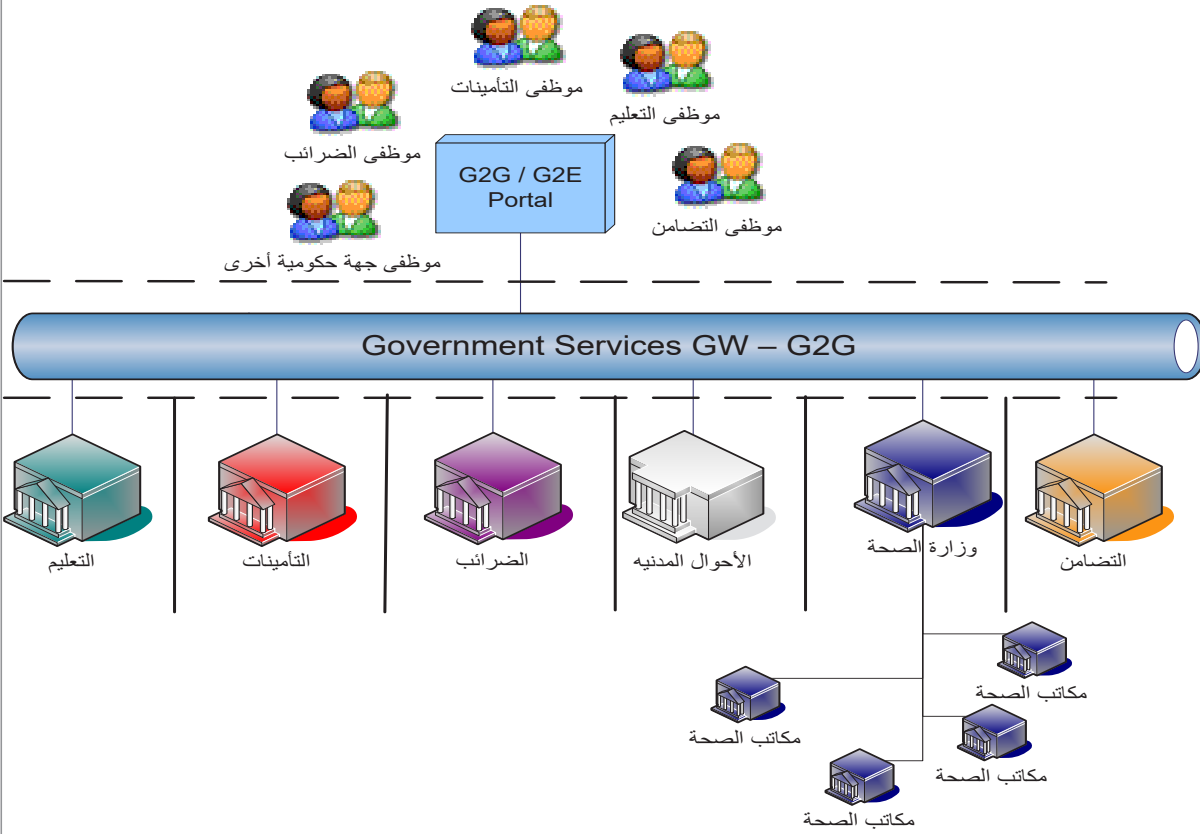 موظفى التأمينات
موظفى التعليم
موظفى الضرائب
G2G / G2E
Portal
موظفى التضامن
موظفى جهة حكومية أخرى
Government Services GW – G2G
التعليم
التأمينات
الضرائب
الأحوال المدنيه
وزارة الصحة
التضامن
مكاتب الصحة
مكاتب الصحة
مكاتب الصحة
مكاتب الصحة